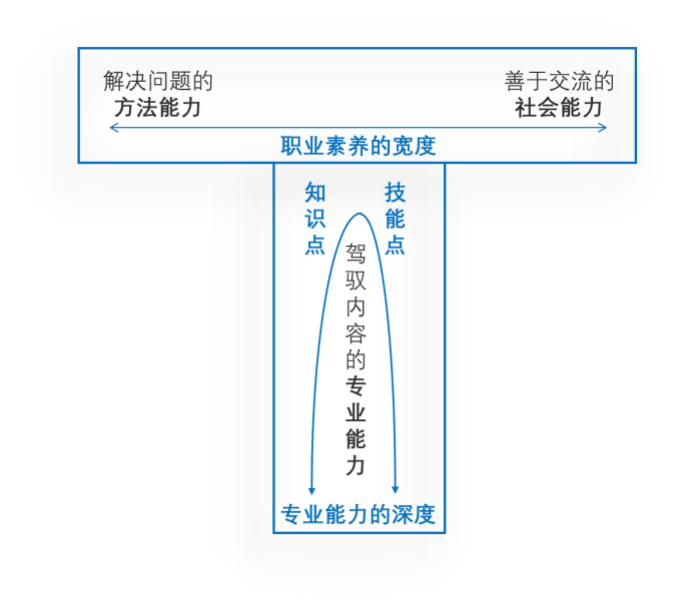 解决问题的
方法能力
善于交流的
社会能力
职业素养的宽度
知识点
技能点
驾驭内容的专业能力
专业能力的深度